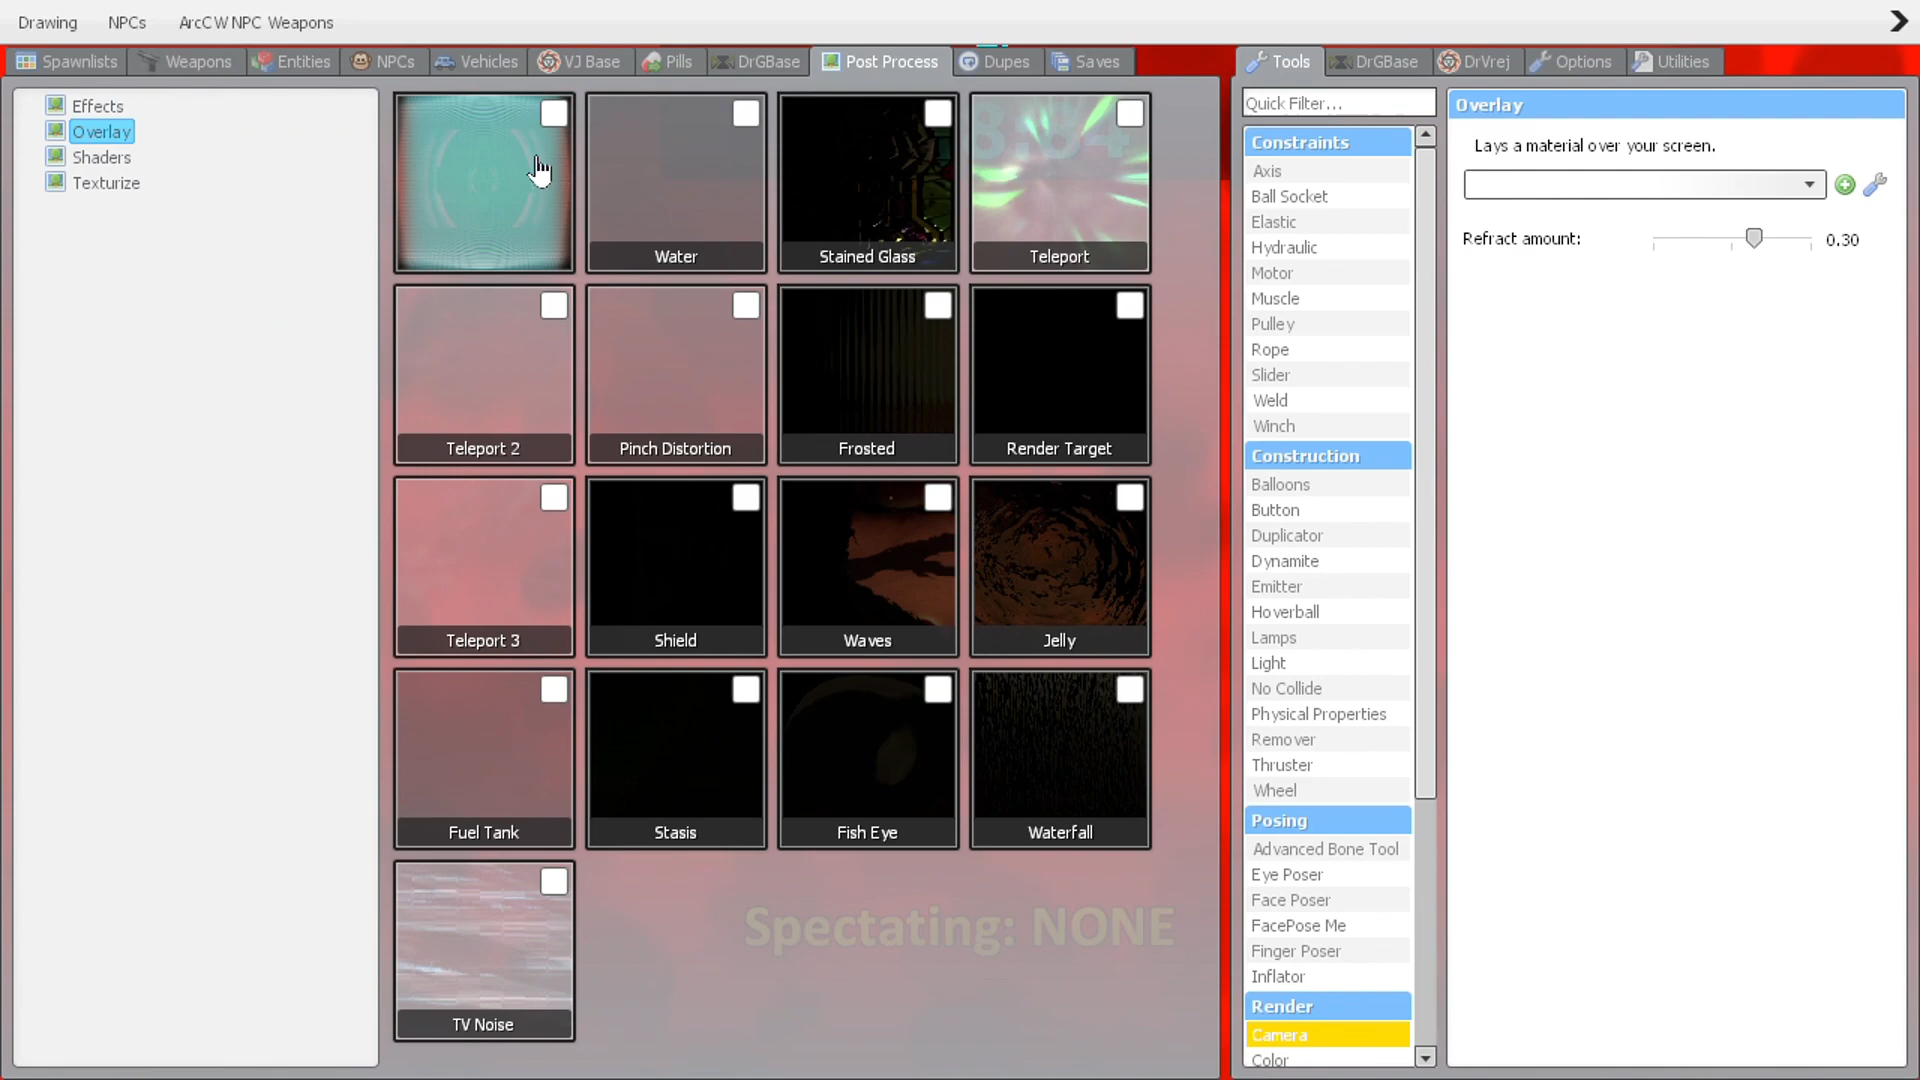 Drawing NPCs ArcCW NPC Weapons
Spawnlists Weapons Entities NPCs Vehicles VJ Base Pills DrGBase Post Process Dupes Saves
Tools DrGBase DrVrej Options Utilities
Effects
Overlay
Shaders
Texturize
Water
Stained Glass
Teleport
Teleport 2
Pinch Distortion
Frosted
Render Target
Teleport 3
Shield
Waves
Jelly
Fuel Tank
Stasis
Fish Eye
Waterfall
TV Noise
Spectating: NONE
Quick Filter...
Constraints
Axis
Ball Socket
Elastic
Hydraulic
Motor
Muscle
Pulley
Rope
Slider
Weld
Winch
Construction
Balloons
Button
Duplicator
Dynamite
Emitter
Hoverball
Lamps
Light
No Collide
Physical Properties
Remover
Thruster
Wheel
Posing
Advanced Bone Tool
Eye Poser
Face Poser
FacePose Me
Finger Poser
Inflator
Render
Camera
Color
Overlay
Lays a material over your screen.
Refract amount: 0.30